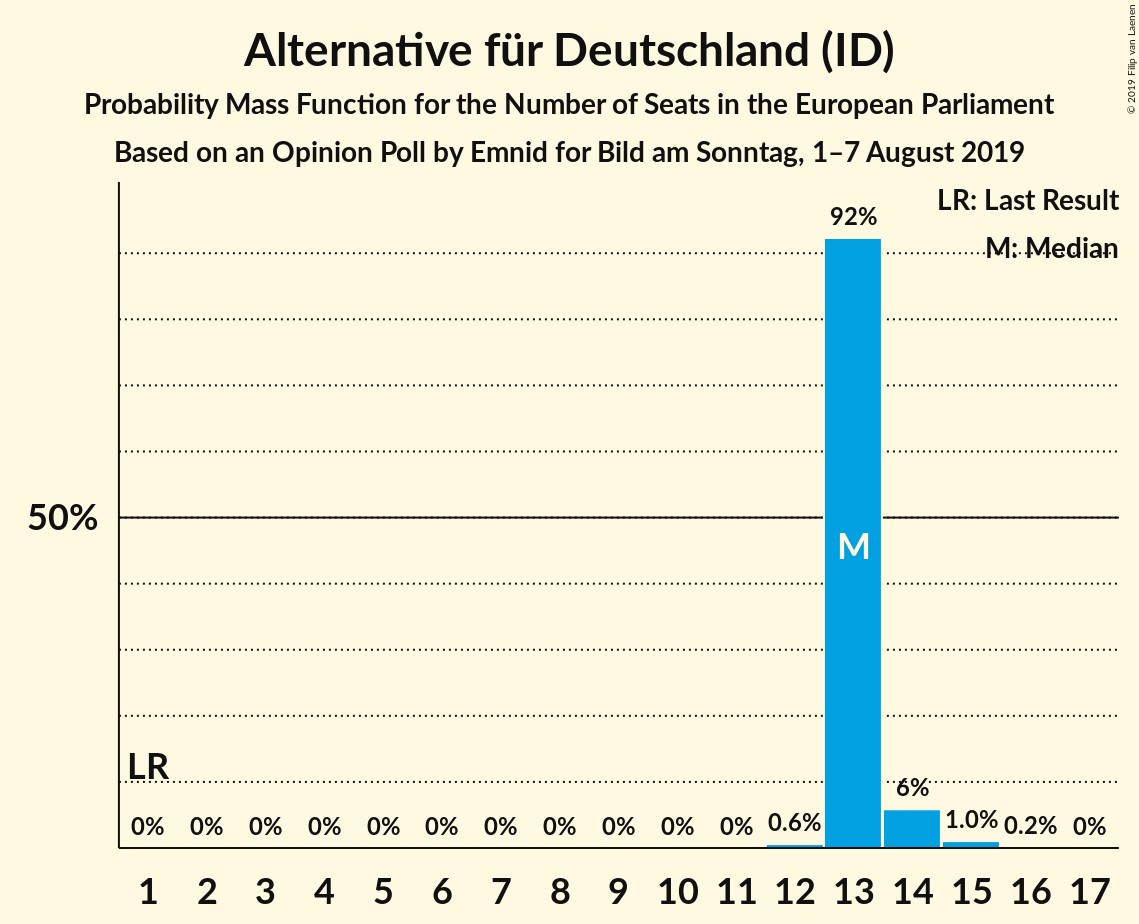 © 2019 Filip van Laenen
Alternative für Deutschland (ID)
Probability Mass Function for the Number of Seats in the European Parliament
Based on an Opinion Poll by Emnid for Bild am Sonntag, 1–7 August 2019
LR: Last Result
M: Median
92%
50%
M
LR
0% 0% 0% 0% 0% 0% 0% 0% 0% 0% 0% 0.6% 6% 1.0% 0.2% 0%
1 2 3 4 5 6 7 8 9 10 11 12 13 14 15 16 17